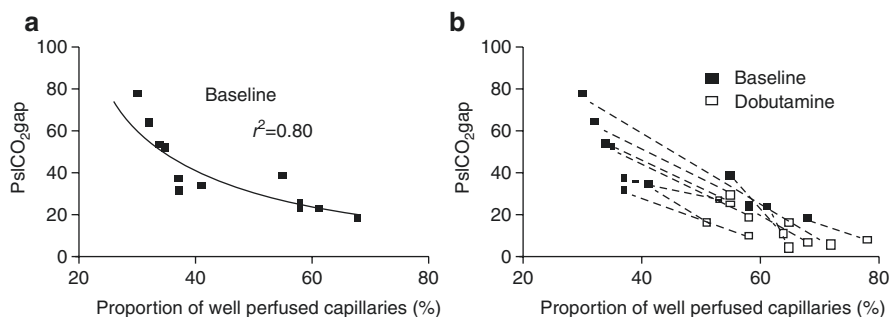 a
100
80
60
40
20
0
PslCO₂gap
Baseline
r²=0.80
20 40 60 80
Proportion of well perfused capillaries (%)
b
100
80
60
40
20
0
PslCO₂gap
Baseline
Dobutamine
20 40 60 80
Proportion of well perfused capillaries (%)